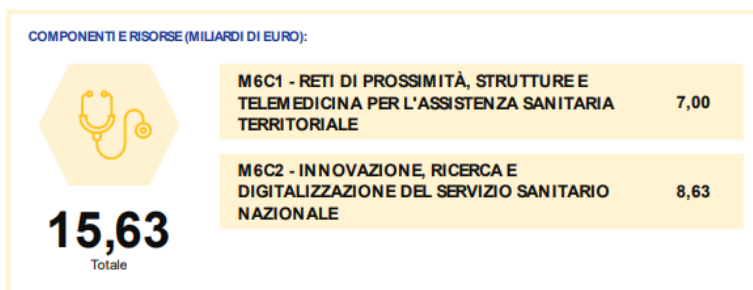 COMPONENTI E RISORSE (MILIARDI DI EURO):
M6C1 - RETI DI PROSSIMITÀ, STRUTTURE E
TELEMEDICINA PER L'ASSISTENZA SANITARIA
TERRITORIALE
7,00
M6C2 - INNOVAZIONE, RICERCA E
DIGITALIZZAZIONE DEL SERVIZIO SANITARIO
NAZIONALE
8,63
15,63
Totale